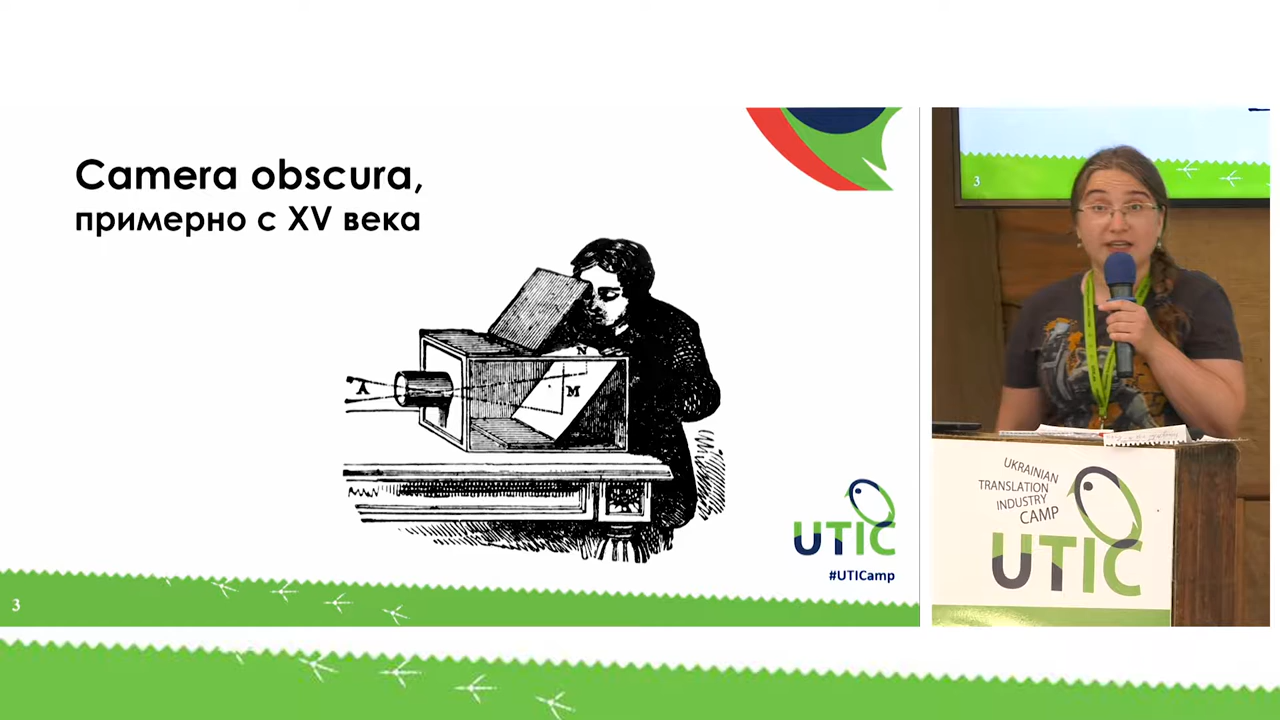 Camera obscura,
примерно с XV века
A
N
M
UTIC
#UTICamp
3
3
UKRAINIAN
TRANSLATION
INDUSTRY
CAMP
UTIC